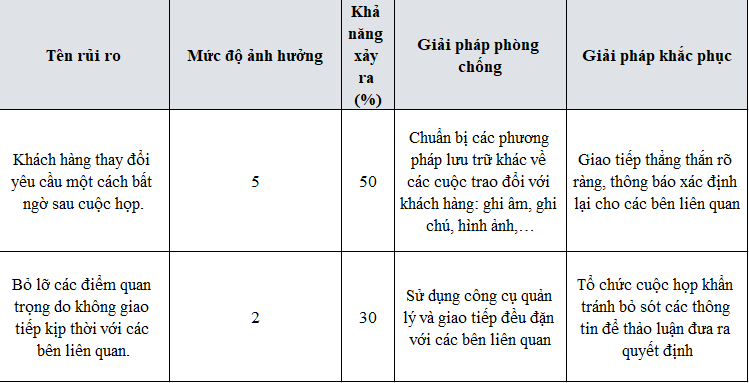 Tên rủi ro
Mức độ ảnh hưởng
Khả
năng
xảy
ra
(%)
Giải pháp phòng
chống
Giải pháp khắc phục
Khách hàng thay đổi
yêu cầu một cách bất
ngờ sau cuộc họp.
5
50
Chuẩn bị các phương
pháp lưu trữ khác về
các cuộc trao đổi với
khách hàng: ghi âm, ghi
chú, hình ảnh,…
Giao tiếp thẳng thắn rõ
ràng, thông báo xác định
lại cho các bên liên quan
Bỏ lỡ các điểm quan
trọng do không giao
tiếp kịp thời với các
bên liên quan.
2
30
Sử dụng công cụ quản
lý và giao tiếp đều đặn
với các bên liên quan
Tổ chức cuộc họp khẩn
tránh bỏ sót các thông
tin để thảo luận đưa ra
quyết định